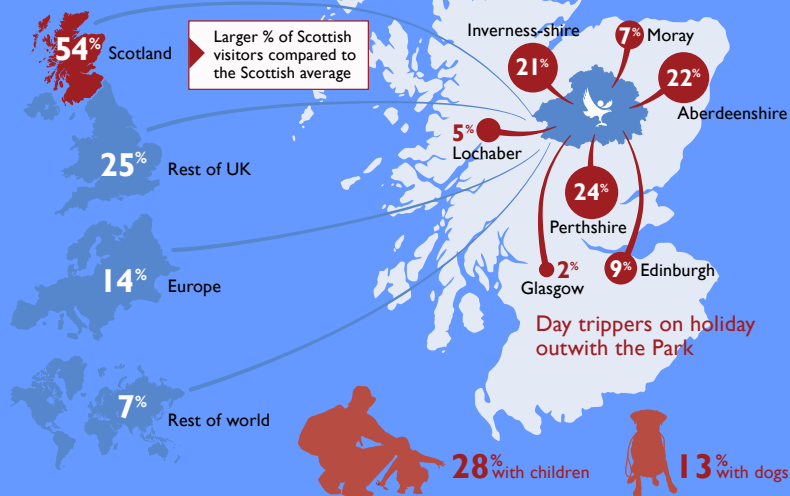 54%
Scotland
Larger % of Scottish
visitors compared to
the Scottish average
25%
Rest of UK
14%
Europe
7%
Rest of world
Inverness-shire
21%
7%
Moray
22%
Aberdeenshire
5%
Lochaber
24%
Perthshire
2%
Glasgow
9%
Edinburgh
Day trippers on holiday
outwith the Park
28% with children
13% with dogs